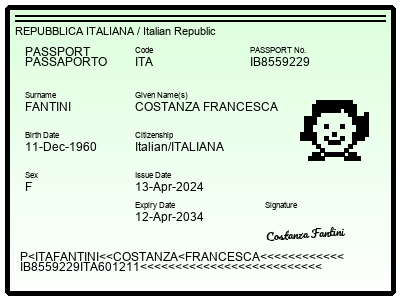 REPUBBLICA ITALIANA / Italian Republic
PASSPORT
PASSAPORTO
Code
ITA
PASSPORT No.
IB8559229
Surname
FANTINI
Given Name(s)
COSTANZA FRANCESCA
Birth Date
11-Dec-1960
Citizenship
Italian/ITALIANA
Sex
F
Issue Date
13-Apr-2024
Expiry Date
12-Apr-2034
Signature
Costanza Fantini
P<ITAFANTINI<<COSTANZA<FRANCESCA<<<<<<<<<<<<
IB8559229ITA601211<<<<<<<<<<<<<<<<<<<<<<<<<<